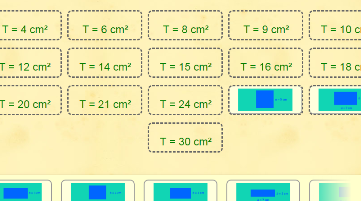 T = 4 cm² T = 6 cm² T = 8 cm² T = 9 cm² T = 10 c
T = 12 cm² T = 14 cm² T = 15 cm² T = 16 cm² T = 18 c
T = 20 cm² T = 21 cm² T = 24 cm²
T = 30 cm²